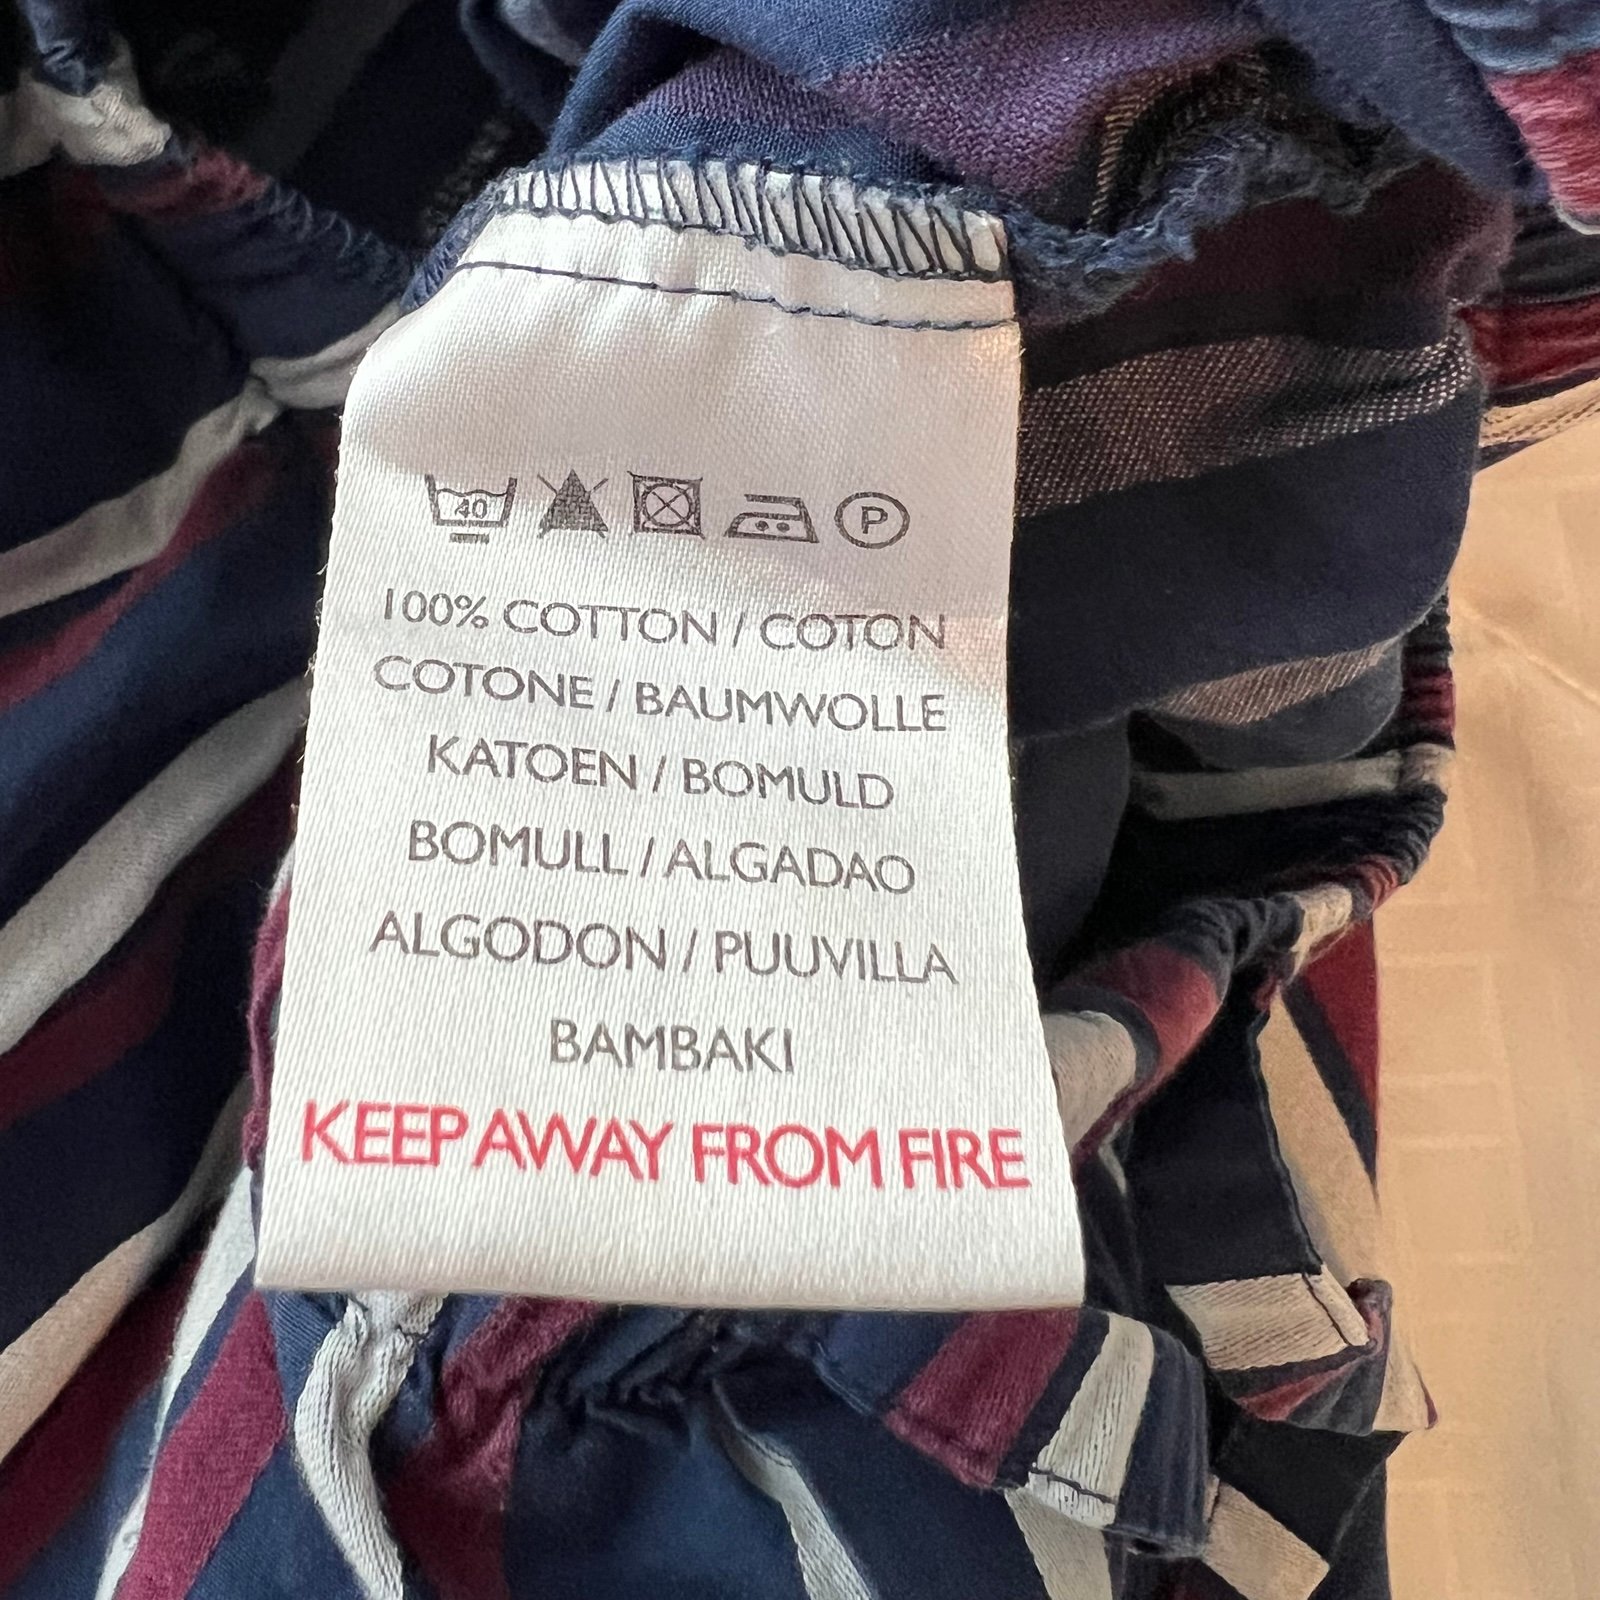 40 P
100% COTTON / COTON
COTONE / BAUMWOLLE
KATOEN / BOMULD
BOMULL / ALGADAO
ALGODON / PUUVILLA
BAMBAKI
KEEP AWAY FROM FIRE